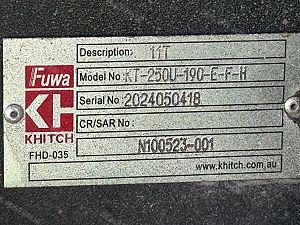 Fuwa
KH
KHITCH
FHD-035
Description: 11T
Model No: KT-250U-190-E-F-H
Serial No: 2024050418
CR/SAR No:
N100523-001
www.khitch.com.au